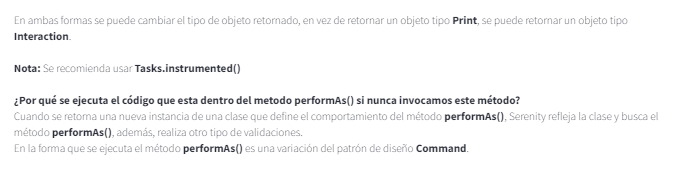 En ambas formas se puede cambiar el tipo de objeto retornado, en vez de retornar un objeto tipo Print, se puede retornar un objeto tipo
Interaction.
Nota: Se recomienda usar Tasks.instrumented()
¿Por qué se ejecuta el código que esta dentro del metodo performAs() si nunca invocamos este método?
Cuando se retorna una nueva instancia de una clase que define el comportamiento del método performAs(), Serenity refleja la clase y busca el
método performAs(), además, realiza otro tipo de validaciones.
En la forma que se ejecuta el método performAs() es una variación del patrón de diseño Command.